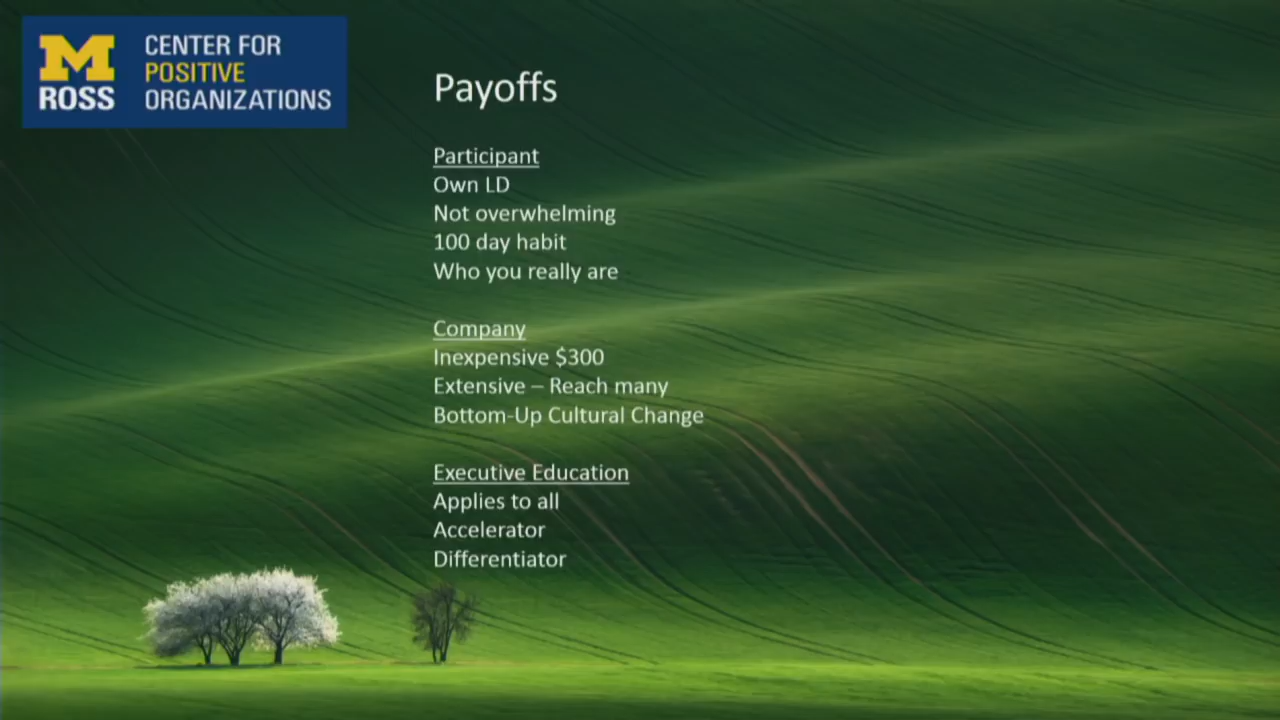 M
ROSS
CENTER FOR
POSITIVE
ORGANIZATIONS
Payoffs
Participant
Own LD
Not overwhelming
100 day habit
Who you really are
Company
Inexpensive $300
Extensive – Reach many
Bottom-Up Cultural Change
Executive Education
Applies to all
Accelerator
Differentiator